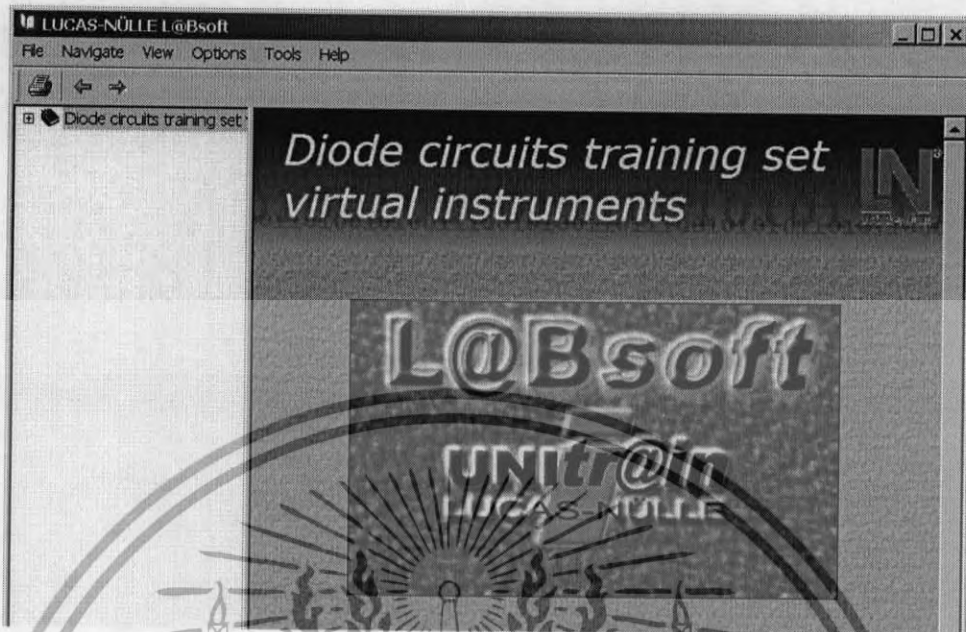 LUCAS-NÜLLE L@Bsoft
File Navigate View Options Tools Help
Diode circuits training set
Diode circuits training set
virtual instruments
LN
L@Bsoft
UNItr@in
LUCAS-NÜLLE